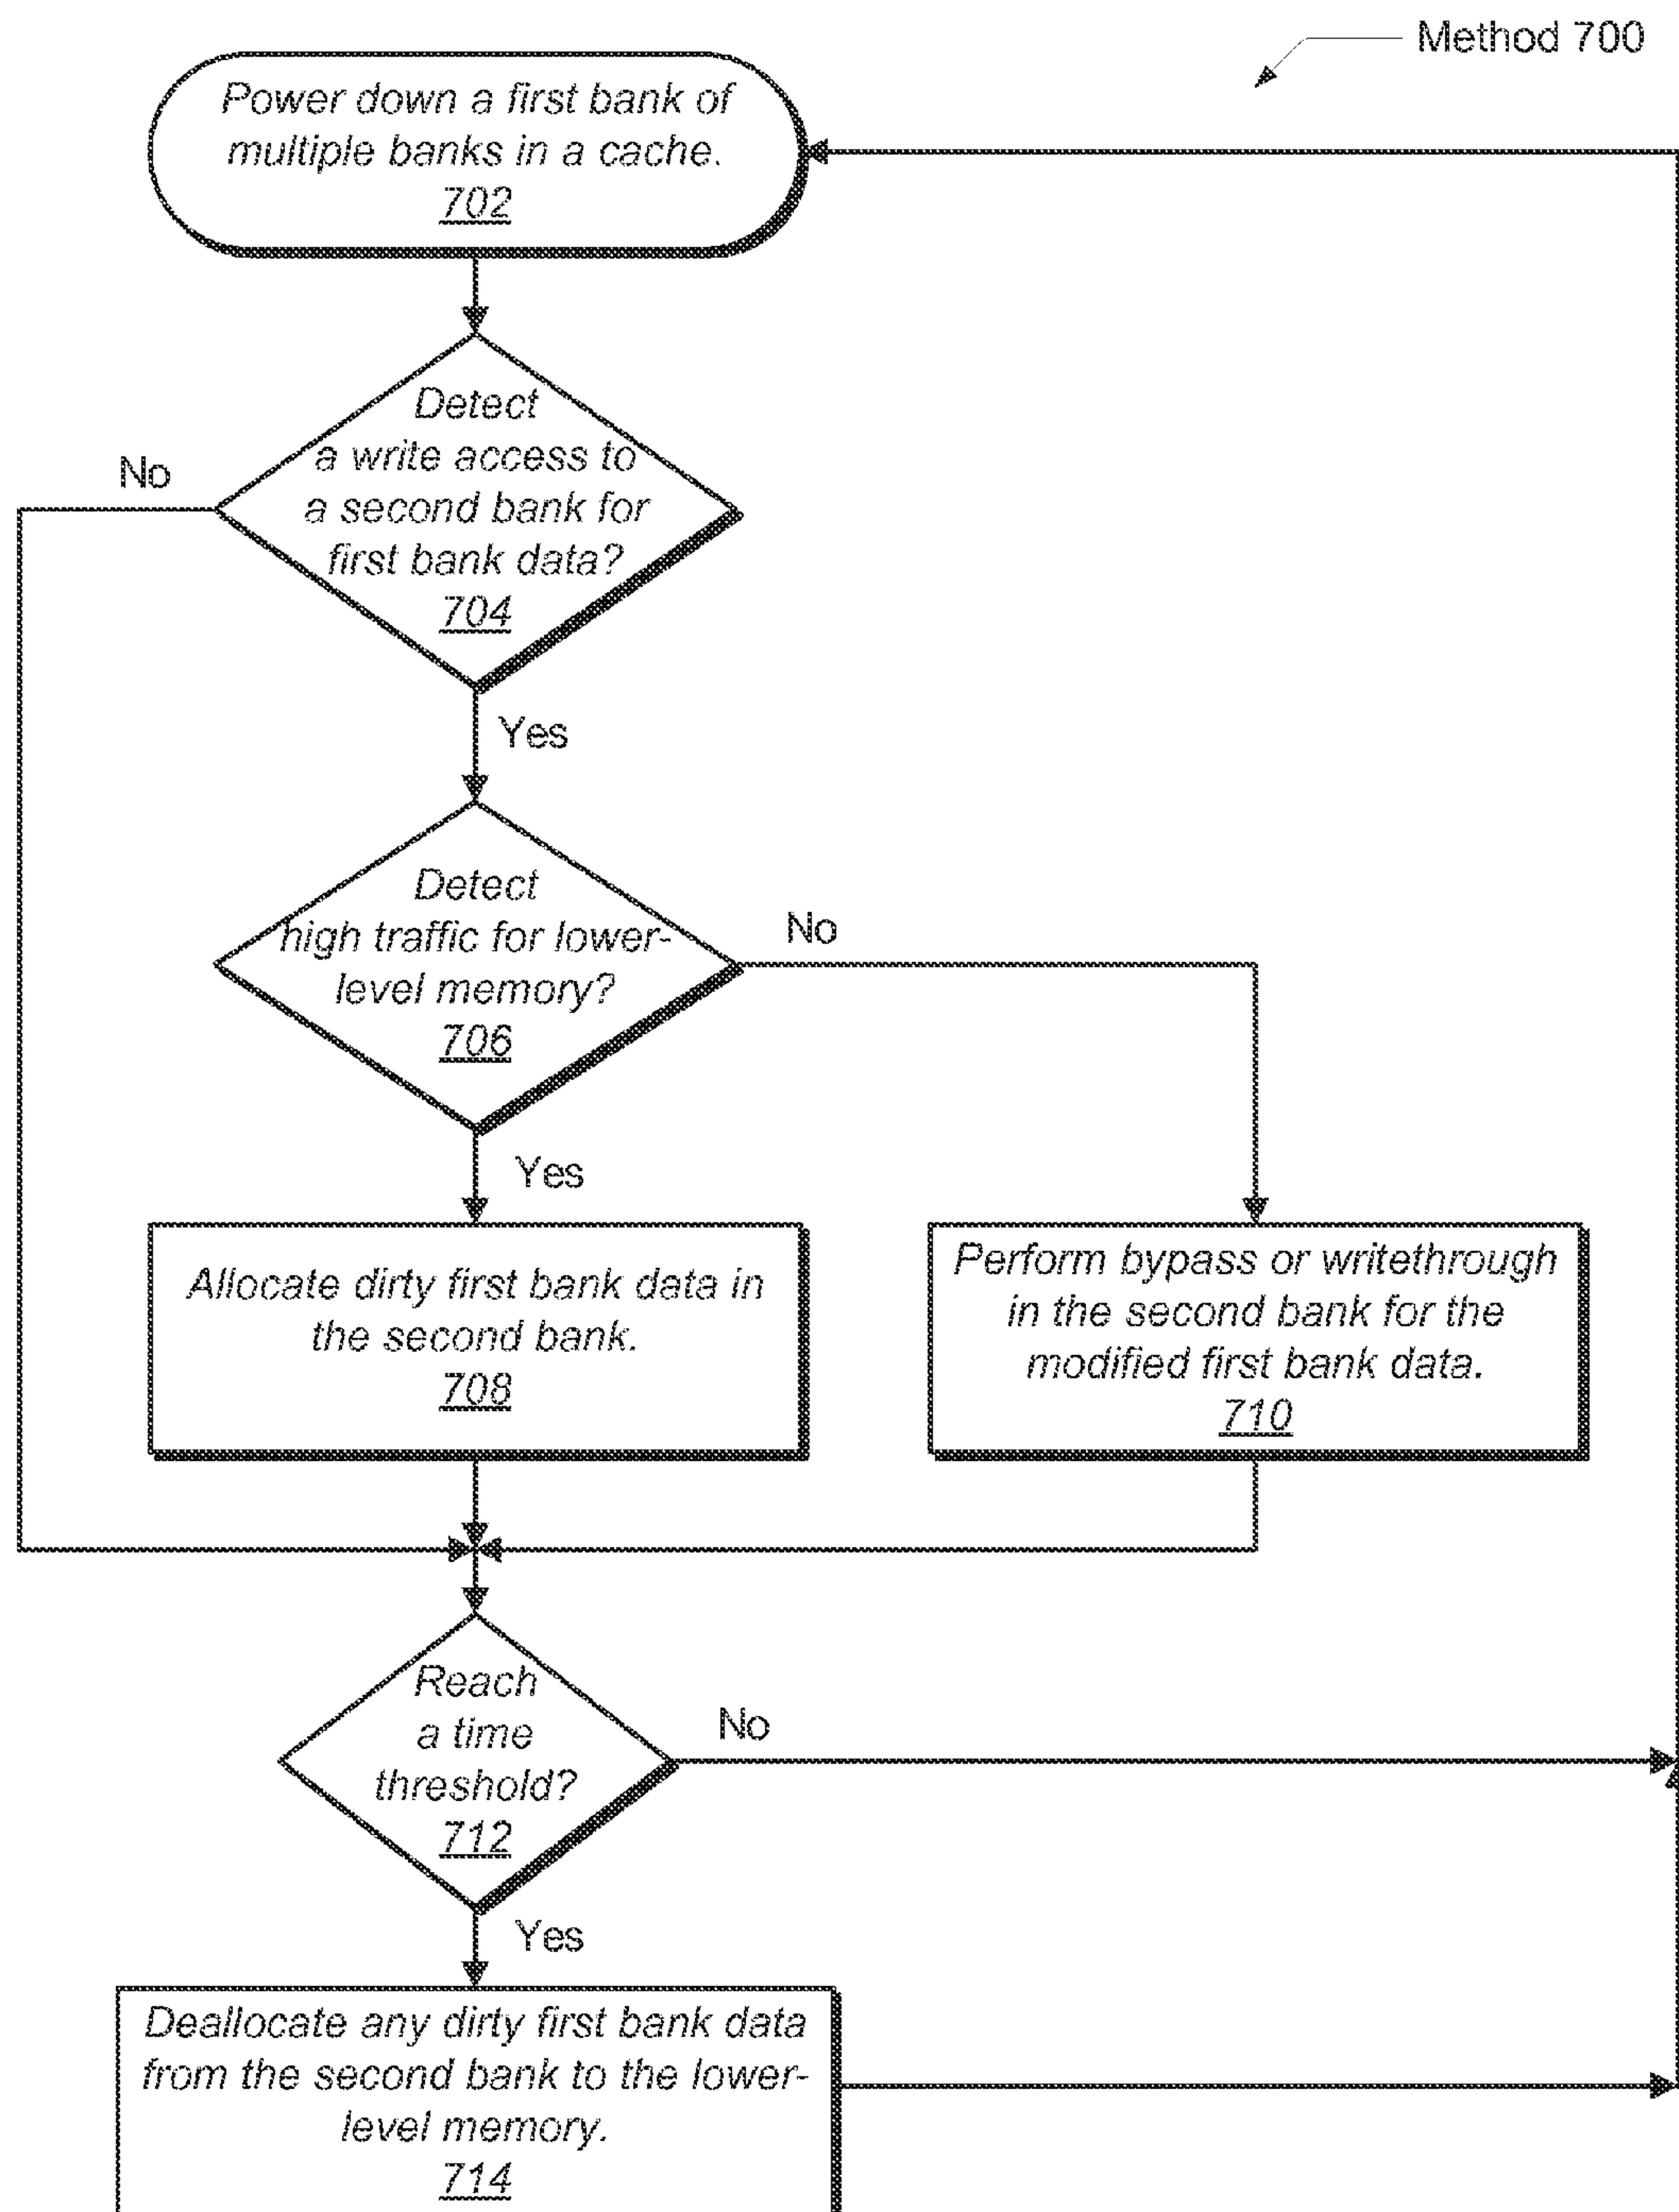 Method 700
Power down a first bank of
multiple banks in a cache.
702
Detect
a write access to
a second bank for
first bank data?
704
No
Yes
Detect
high traffic for lower-
level memory?
706
No
Yes
Allocate dirty first bank data in
the second bank.
708
Perform bypass or writethrough
in the second bank for the
modified first bank data.
710
Reach
a time
threshold?
712
No
Yes
Deallocate any dirty first bank data
from the second bank to the lower-
level memory.
714